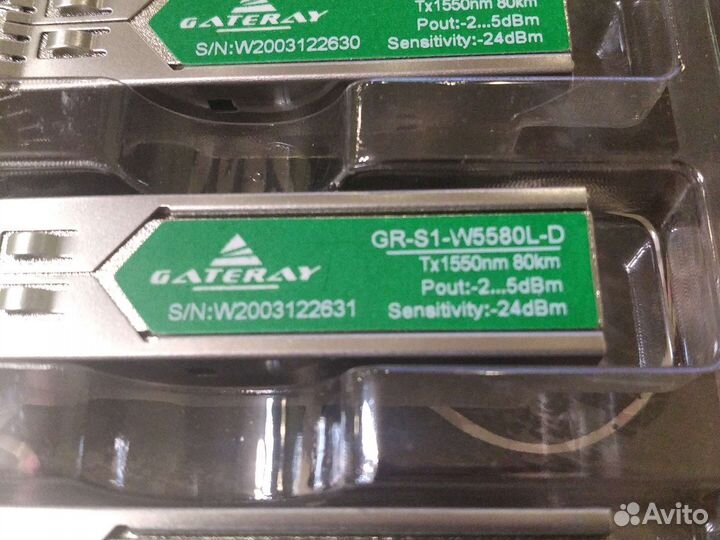 Tx1550nm 80km
GATERAY
Pout:-2...5dBm
S/N:W2003122630
Sensitivity:-24dBm
GR-S1-W5580L-D
Tx1550nm 80km
GATERAY
Pout:-2...5dBm
S/N:W2003122631
Sensitivity:-24dBm
Avito